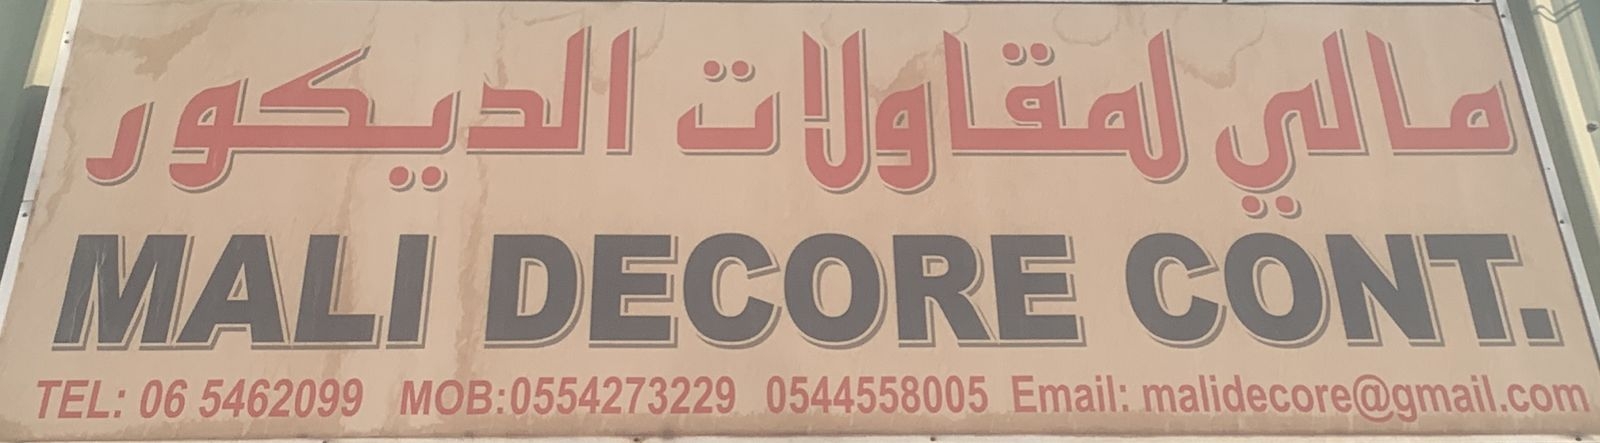 مالي لمقاولات الديكور
MALI DECORE CONT.
TEL: 06 5462099 MOB:0554273229 0544558005 Email: malidecore@gmail.com